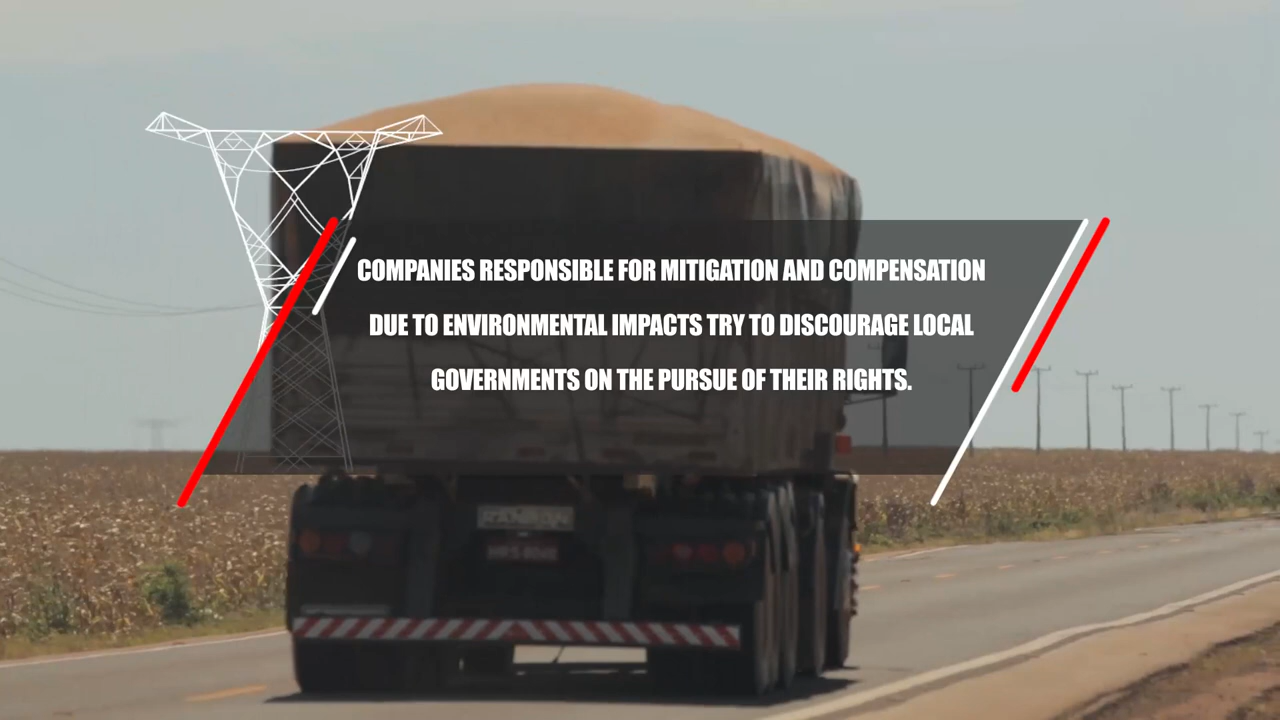 COMPANIES RESPONSIBLE FOR MITIGATION AND COMPENSATION
DUE TO ENVIRONMENTAL IMPACTS TRY TO DISCOURAGE LOCAL
GOVERNMENTS ON THE PURSUE OF THEIR RIGHTS.